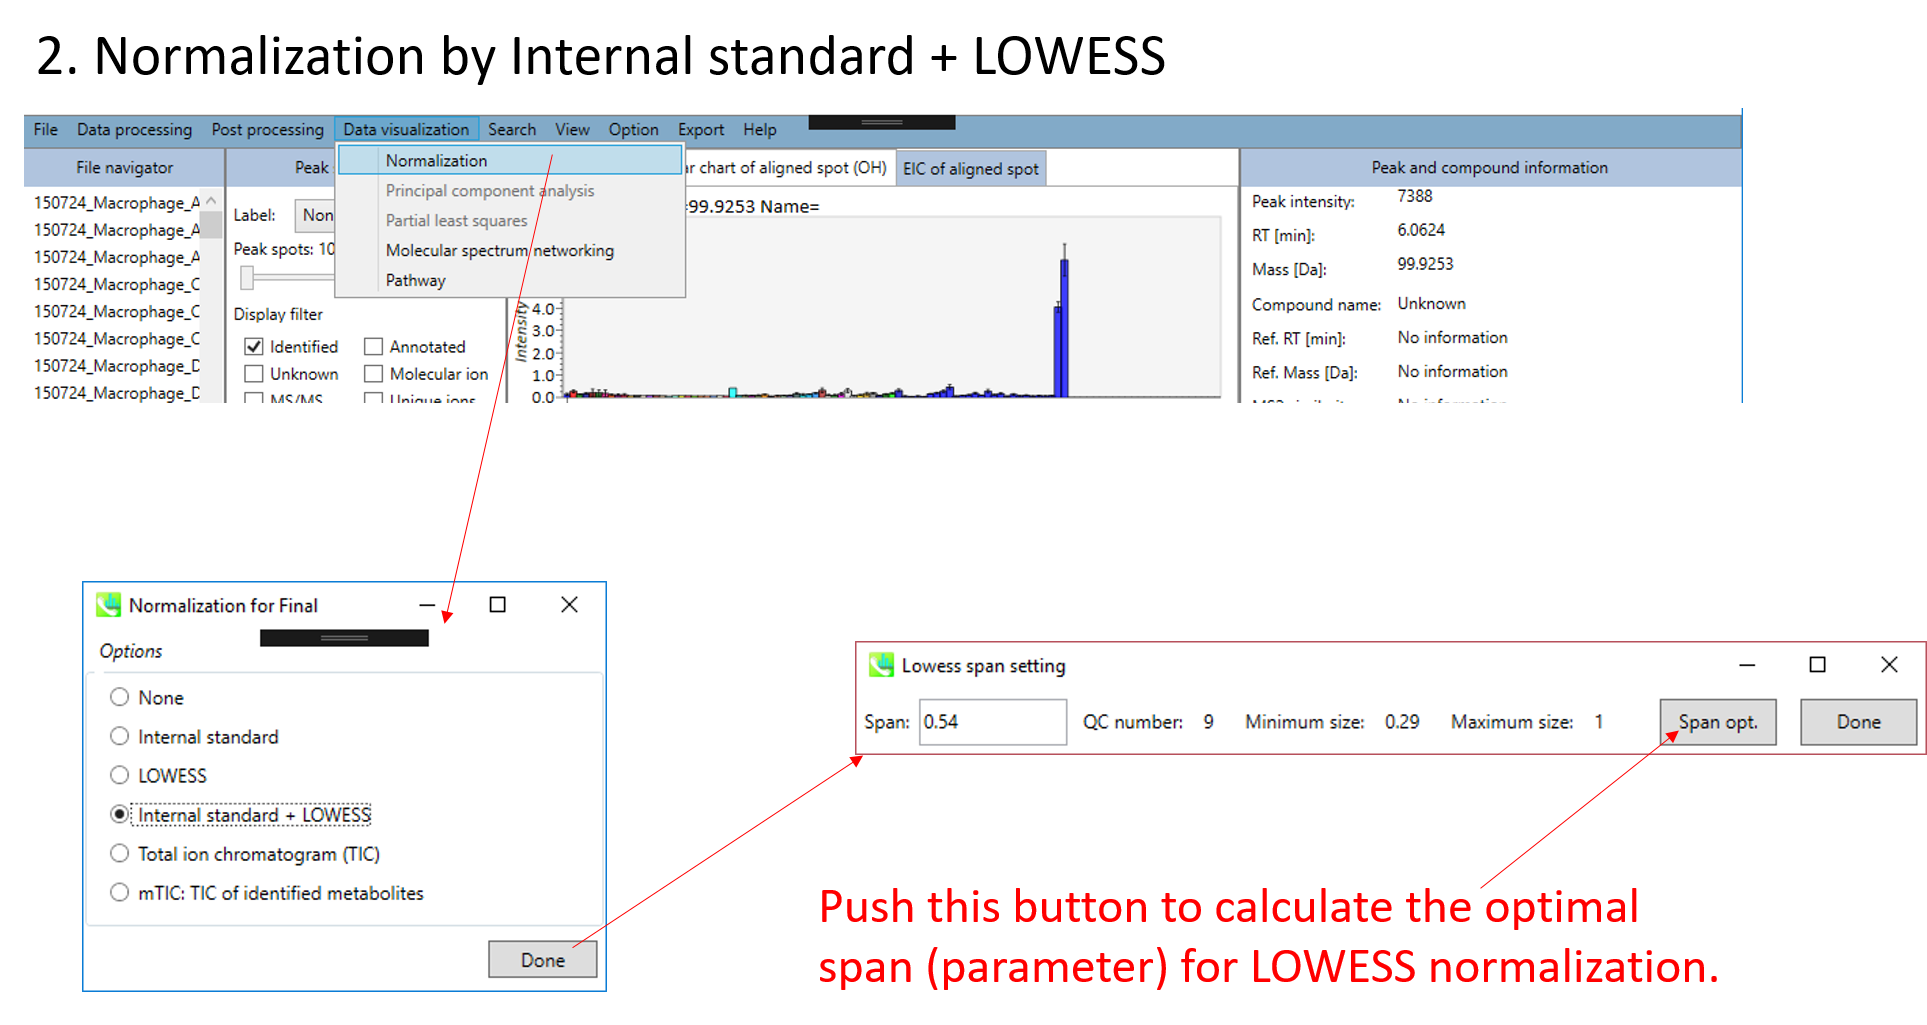 2. Normalization by Internal standard + LOWESS
File Data processing Post processing Data visualization Search View Option Export Help
File navigator Peak ar chart of aligned spot (OH) EIC of aligned spot Peak and compound information
Normalization
Principal component analysis
Partial least squares
Molecular spectrum networking
Pathway
150724_Macrophage_A
150724_Macrophage_A
150724_Macrophage_A
150724_Macrophage_C
150724_Macrophage_C
150724_Macrophage_C
150724_Macrophage_D
150724_Macrophage_D
Label: Non
Peak spots: 10
Display filter
Identified Annotated
Unknown Molecular ion
MS/MS Unique ions
=99.9253 Name=
Intensity
4.0
3.0
2.0
1.0
0.0
Peak intensity: 7388
RT [min]: 6.0624
Mass [Da]: 99.9253
Compound name: Unknown
Ref. RT [min]: No information
Ref. Mass [Da]: No information
Normalization for Final
Options
None
Internal standard
LOWESS
Internal standard + LOWESS
Total ion chromatogram (TIC)
mTIC: TIC of identified metabolites
Done
Lowess span setting
Span: 0.54 QC number: 9 Minimum size: 0.29 Maximum size: 1 Span opt. Done
Push this button to calculate the optimal
span (parameter) for LOWESS normalization.